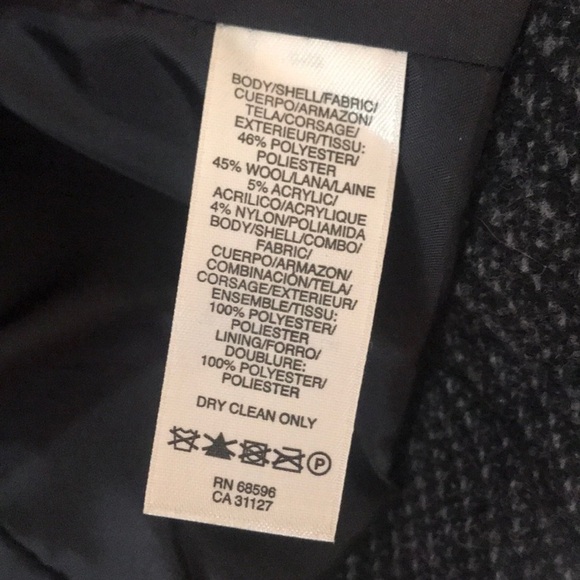 BODY/SHELL/FABRIC/
CUERPO/ARMAZON/
TELA/CORSAGE/
EXTERIEUR/TISSU:
46% POLYESTER/
POLIESTER
45% WOOL/LANA/LAINE
5% ACRYLIC/
ACRILICO/ACRYLIQUE
4% NYLON/POLIAMIDA
BODY/SHELL/COMBO/
FABRIC/
CUERPO/ARMAZON/
COMBINACIÓN/TELA/
CORSAGE/EXTERIEUR/
ENSEMBLE/TISSU:
100% POLYESTER/
POLIESTER
LINING/FORRO/
DOUBLURE:
100% POLYESTER/
POLIESTER
DRY CLEAN ONLY
P
RN 68596
CA 31127